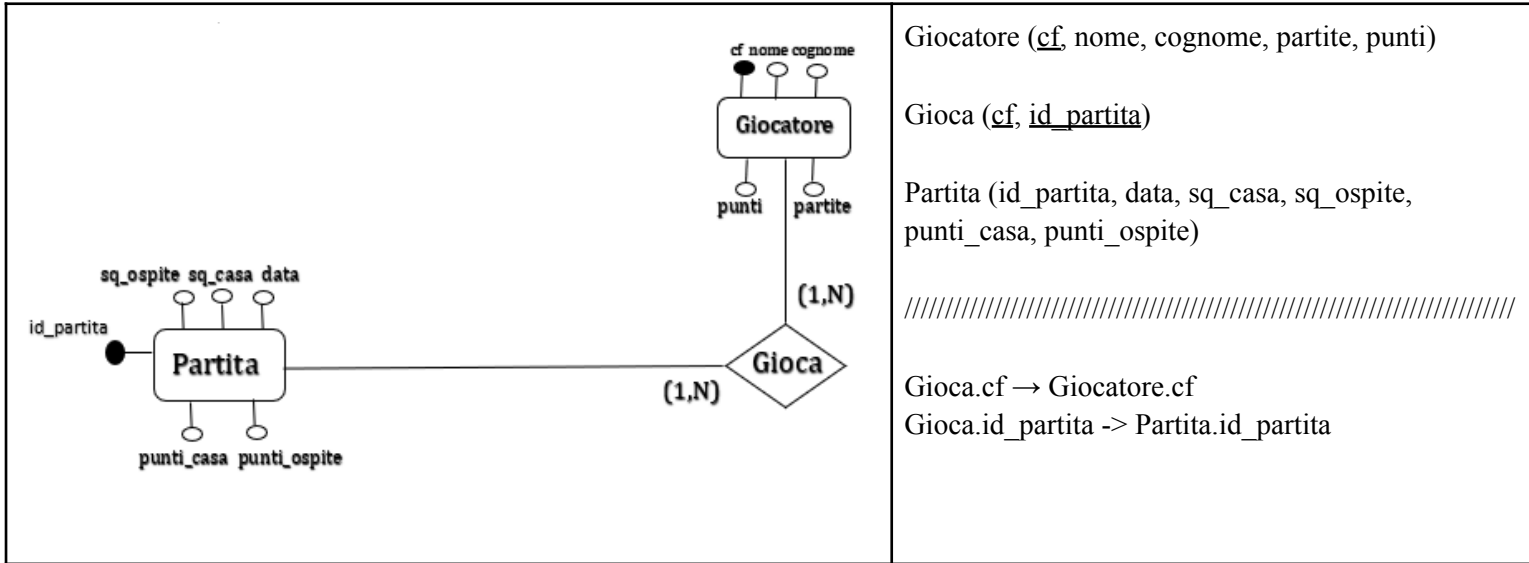 cf nome cognome
Giocatore
punti partite
(1,N)
sq_ospite sq_casa data
id_partita
Partita
Gioca
(1,N)
punti_casa punti_ospite
Giocatore (cf, nome, cognome, partite, punti)
Gioca (cf, id_partita)
Partita (id_partita, data, sq_casa, sq_ospite,
punti_casa, punti_ospite)
////////////////////////////////////////////////////////////////////////////
Gioca.cf → Giocatore.cf
Gioca.id_partita -> Partita.id_partita